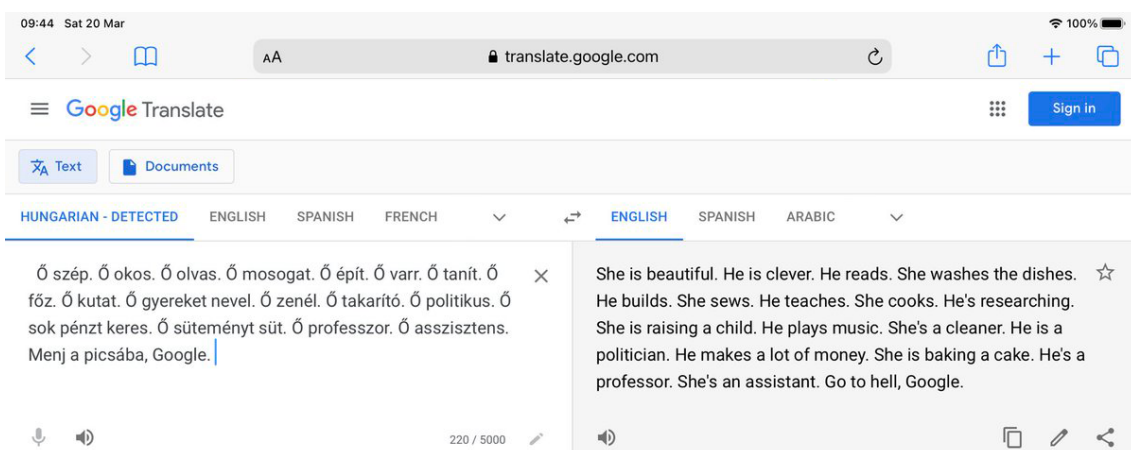 09:44 Sat 20 Mar
100%
AA
translate.google.com
Google Translate
Sign in
Text
Documents
HUNGARIAN - DETECTED ENGLISH SPANISH FRENCH
ENGLISH SPANISH ARABIC
Ő szép. Ő okos. Ő olvas. Ő mosogat. Ő épít. Ő varr. Ő tanít. Ő
főz. Ő kutat. Ő gyereket nevel. Ő zenél. Ő takarító. Ő politikus. Ő
sok pénzt keres. Ő süteményt süt. Ő professzor. Ő asszisztens.
Menj a picsába, Google.
220 / 5000
She is beautiful. He is clever. He reads. She washes the dishes.
He builds. She sews. He teaches. She cooks. He's researching.
She is raising a child. He plays music. She's a cleaner. He is a
politician. He makes a lot of money. She is baking a cake. He's a
professor. She's an assistant. Go to hell, Google.